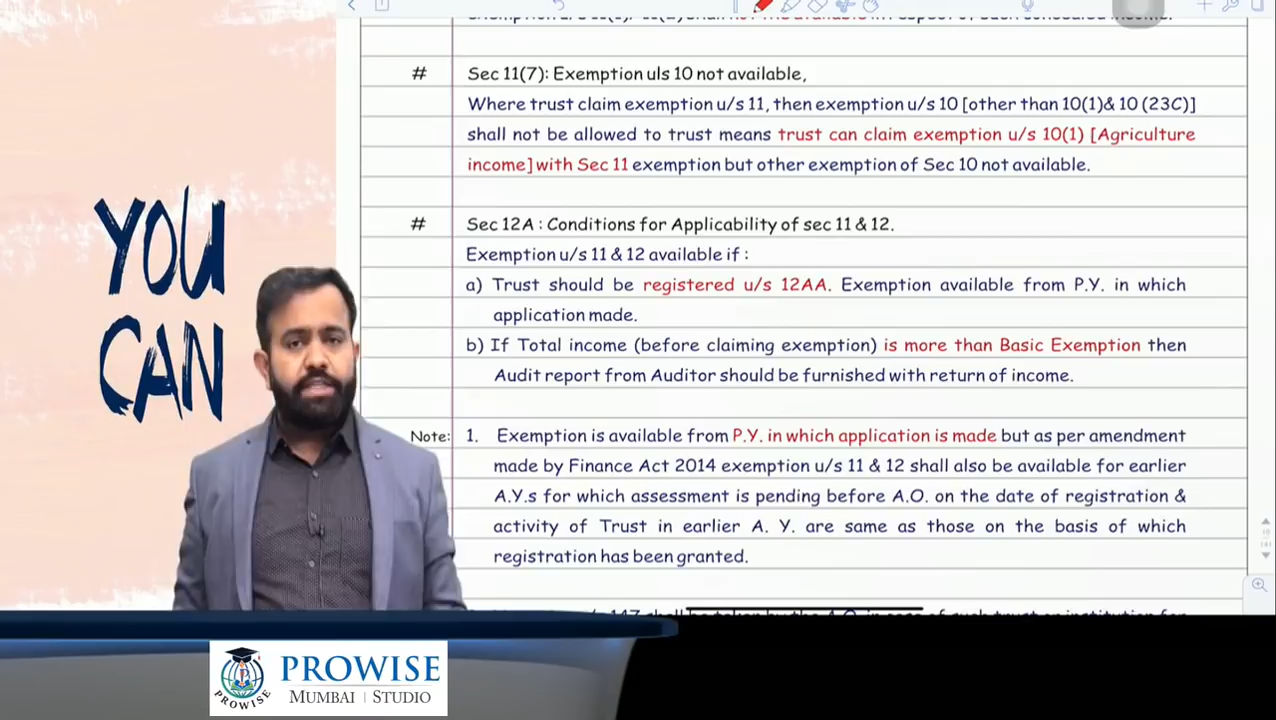 #
Sec 11(7): Exemption uls 10 not available,
Where trust claim exemption u/s 11, then exemption u/s 10 [other than 10(1)& 10 (23C)]
shall not be allowed to trust means trust can claim exemption u/s 10(1) [Agriculture
income] with Sec 11 exemption but other exemption of Sec 10 not available.
#
Sec 12A : Conditions for Applicability of sec 11 & 12.
Exemption u/s 11 & 12 available if :
a) Trust should be registered u/s 12AA. Exemption available from P.Y. in which
application made.
b) If Total income (before claiming exemption) is more than Basic Exemption then
Audit report from Auditor should be furnished with return of income.
Note: 1. Exemption is available from P.Y. in which application is made but as per amendment
made by Finance Act 2014 exemption u/s 11 & 12 shall also be available for earlier
A.Y.s for which assessment is pending before A.O. on the date of registration &
activity of Trust in earlier A. Y. are same as those on the basis of which
registration has been granted.
YOU
CAN
PROWISE
PROWISE
MUMBAI | STUDIO